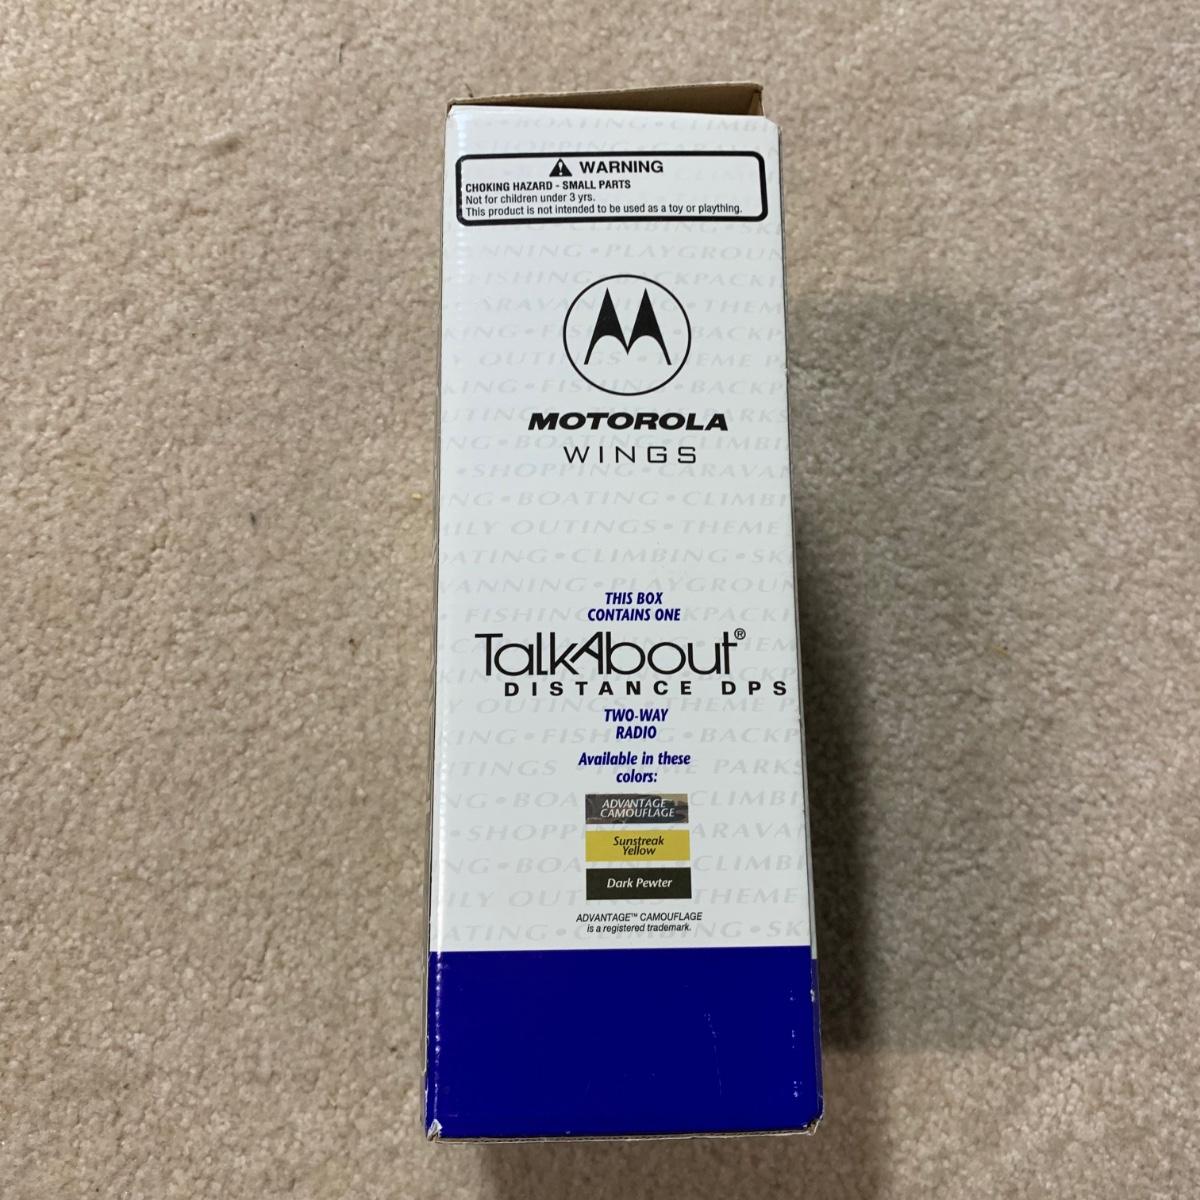 WARNING
CHOKING HAZARD - SMALL PARTS
Not for children under 3 yrs.
This product is not intended to be used as a toy or plaything.
MOTOROLA
WINGS
THIS BOX
CONTAINS ONE
TalkAbout®
DISTANCE DPS
TWO-WAY
RADIO
Available in these
colors:
ADVANTAGE
CAMOUFLAGE
Sunstreak
Yellow
Dark Pewter
ADVANTAGE™ CAMOUFLAGE
is a registered trademark.